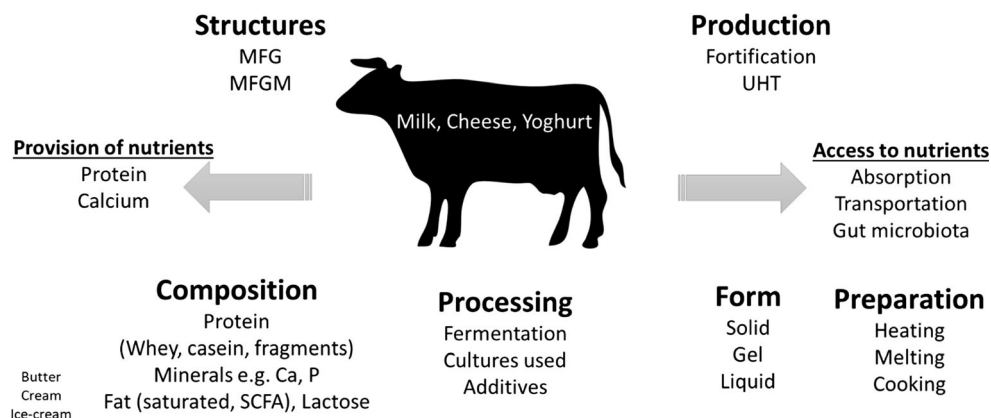 Structures
MFG
MFGM
Production
Fortification
UHT
Milk, Cheese, Yoghurt
Provision of nutrients
Protein
Calcium
Access to nutrients
Absorption
Transportation
Gut microbiota
Composition
Protein
(Whey, casein, fragments)
Minerals e.g. Ca, P
Fat (saturated, SCFA), Lactose
Processing
Fermentation
Cultures used
Additives
Form
Solid
Gel
Liquid
Preparation
Heating
Melting
Cooking
Butter
Cream
Ice-cream